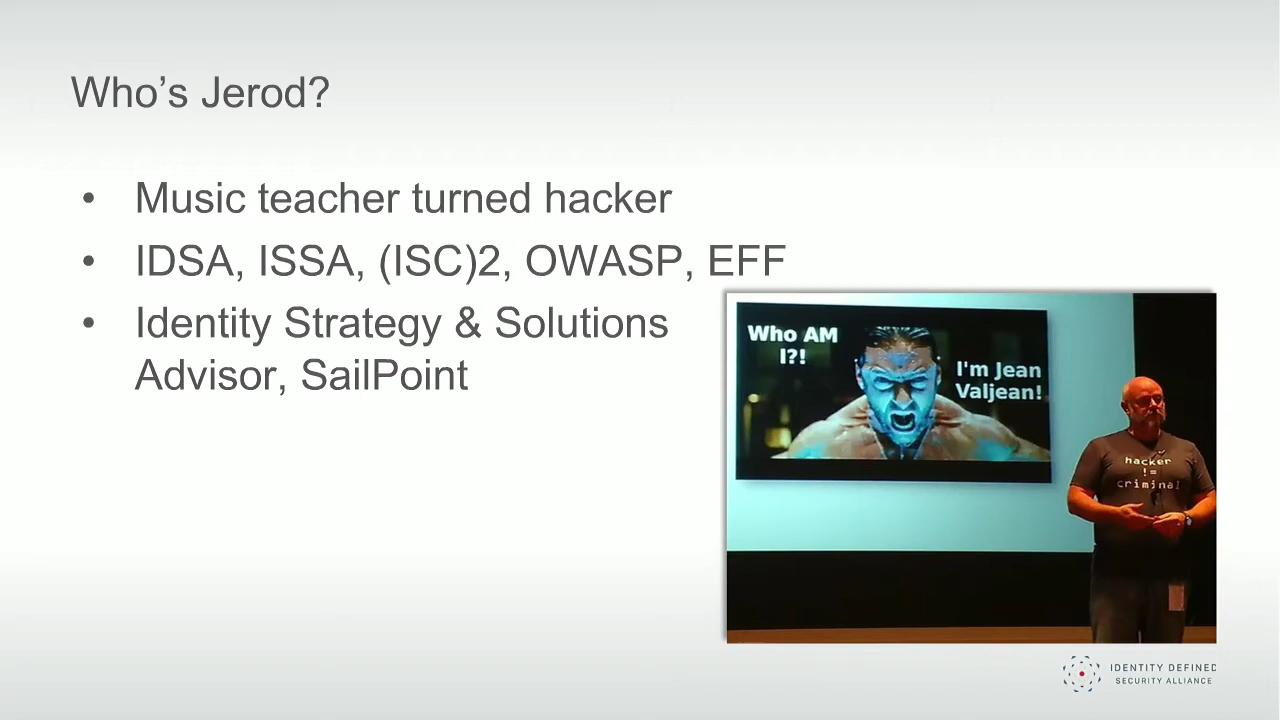 Who's Jerod?
• Music teacher turned hacker
• IDSA, ISSA, (ISC)2, OWASP, EFF
• Identity Strategy & Solutions
Advisor, SailPoint
Who AM
I?!
I'm Jean
Valjean!
hacker
!=
criminal
IDENTITY DEFINED
SECURITY ALLIANCE